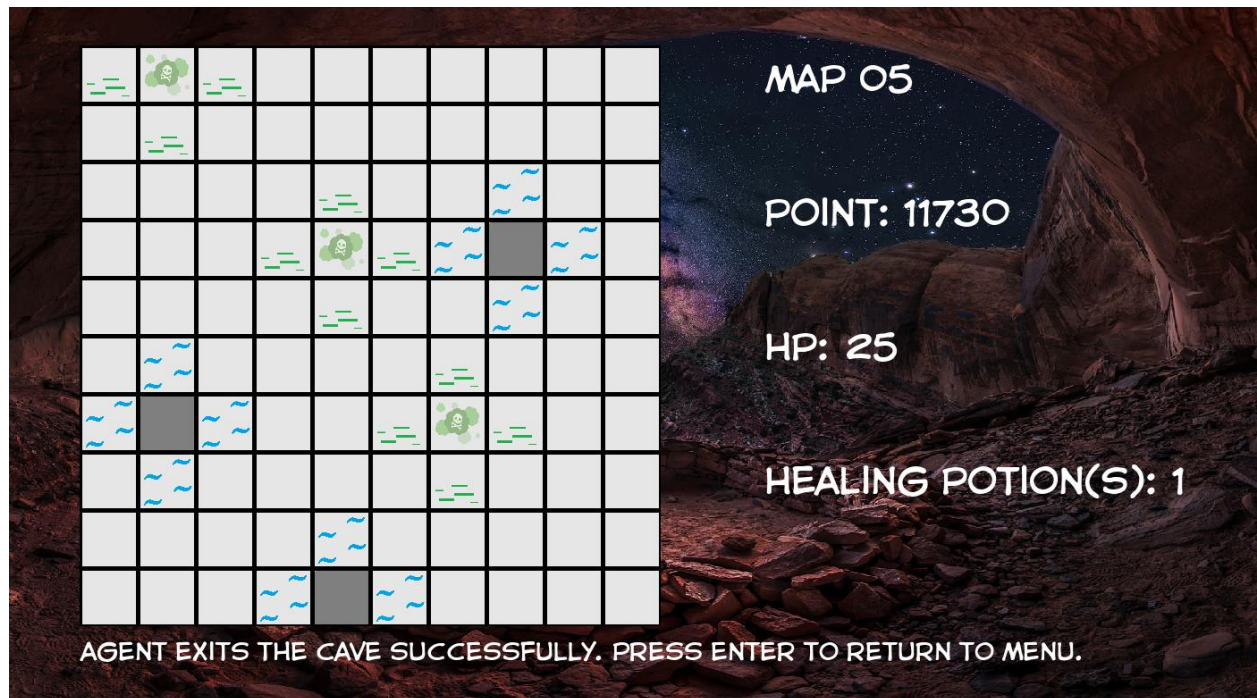 MAP 05
POINT: 11730
HP: 25
HEALING POTION(S): 1
AGENT EXITS THE CAVE SUCCESSFULLY. PRESS ENTER TO RETURN TO MENU.